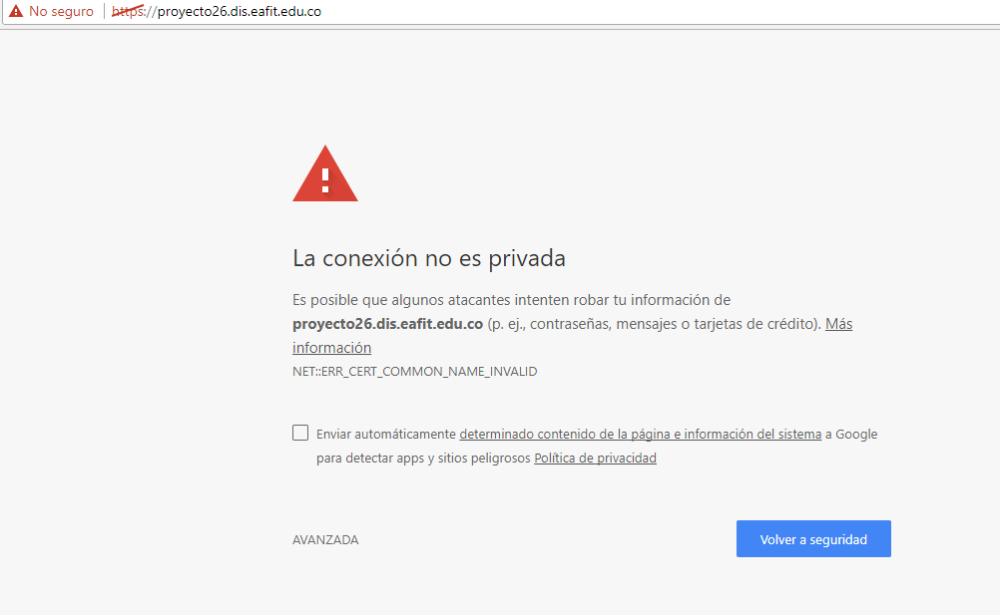 No seguro | https://proyecto26.dis.eafit.edu.co
La conexión no es privada
Es posible que algunos atacantes intenten robar tu información de
proyecto26.dis.eafit.edu.co (p. ej., contraseñas, mensajes o tarjetas de crédito). Más
información
NET::ERR_CERT_COMMON_NAME_INVALID
Enviar automáticamente determinado contenido de la página e información del sistema a Google
para detectar apps y sitios peligrosos Política de privacidad
AVANZADA
Volver a seguridad